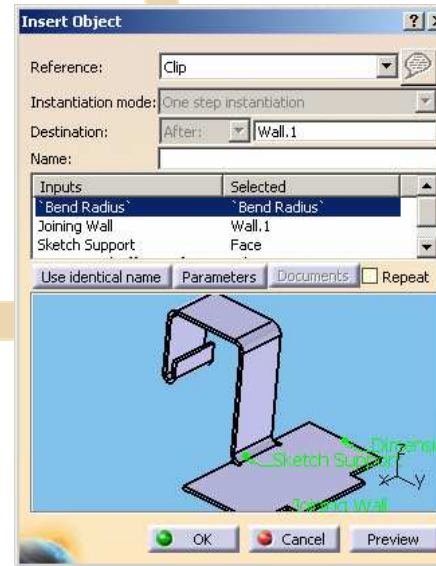 Insert Object
Reference: Clip
Instantiation mode: One step instantiation
Destination: After: Wall.1
Name:
Inputs Selected
`Bend Radius` `Bend Radius`
Joining Wall Wall.1
Sketch Support Face
Use identical name Parameters Documents Repeat
Sketch Support
Joining Wall
x y
OK Cancel Preview